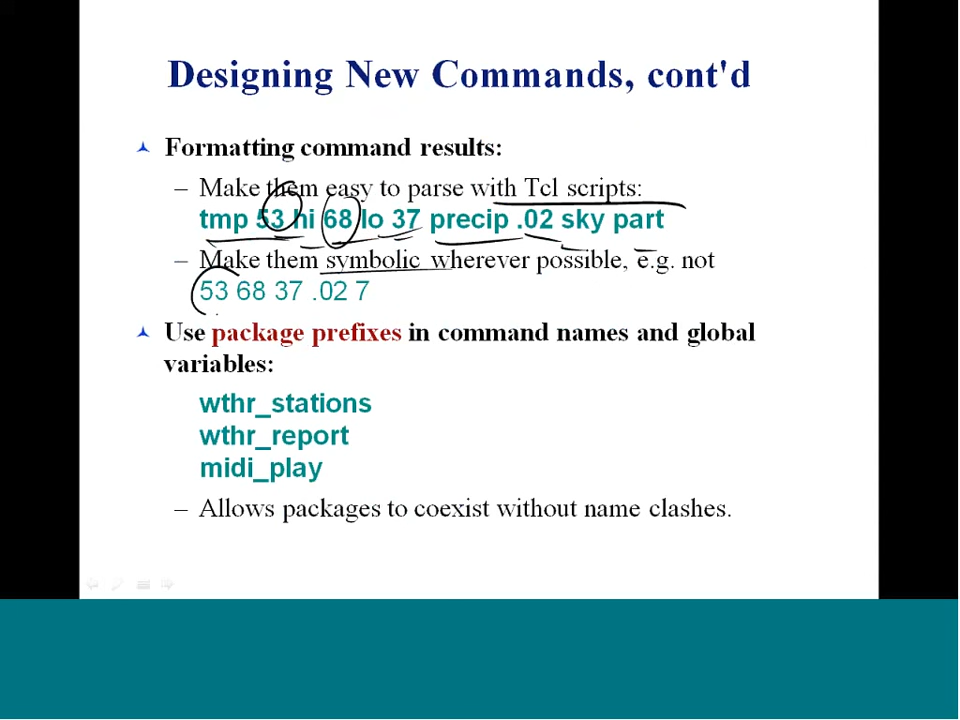 Designing New Commands, cont'd
Formatting command results:
– Make them easy to parse with Tcl scripts:
tmp 53 hi 68 lo 37 precip .02 sky part
– Make them symbolic wherever possible, e.g. not
53 68 37 .02 7
Use package prefixes in command names and global
variables:
wthr_stations
wthr_report
midi_play
– Allows packages to coexist without name clashes.